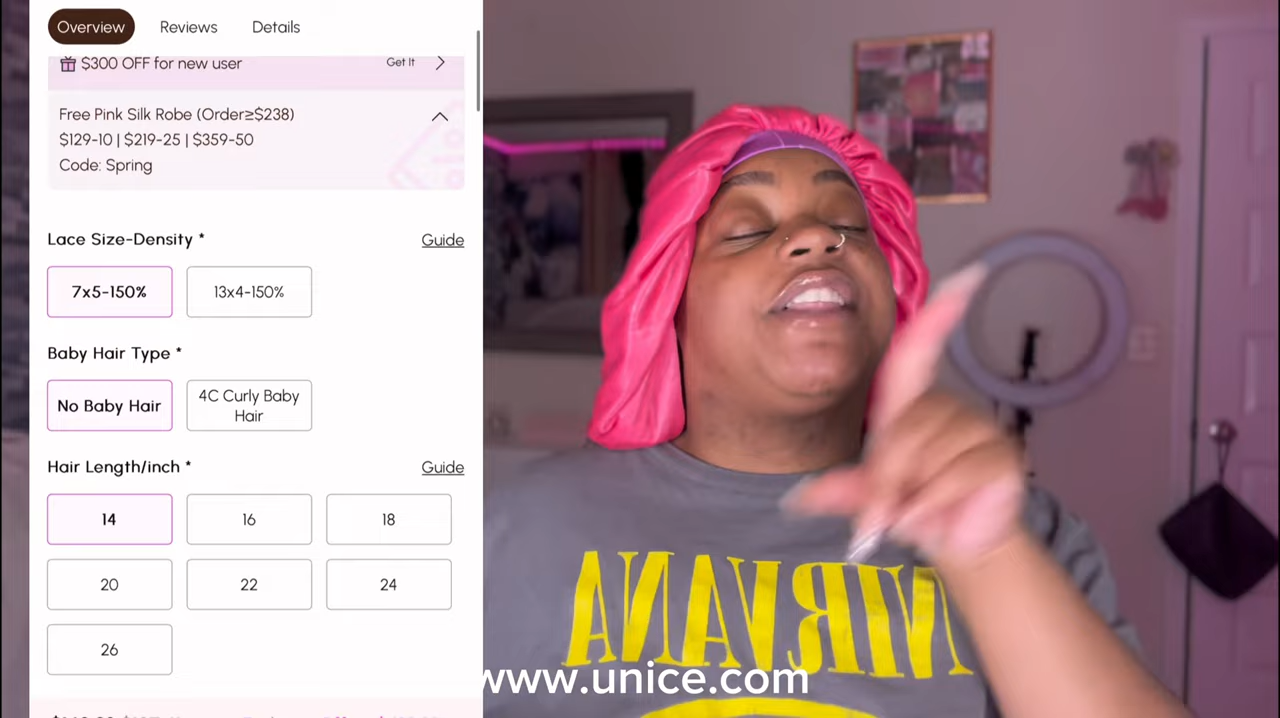 Overview Reviews Details
$300 OFF for new user Get It
Free Pink Silk Robe (Order≥$238)
$129-10 | $219-25 | $359-50
Code: Spring
Lace Size-Density * Guide
7x5-150% 13x4-150%
Baby Hair Type *
No Baby Hair 4C Curly Baby Hair
Hair Length/inch * Guide
14 16 18
20 22 24
26
NIRVANA
www.unice.com